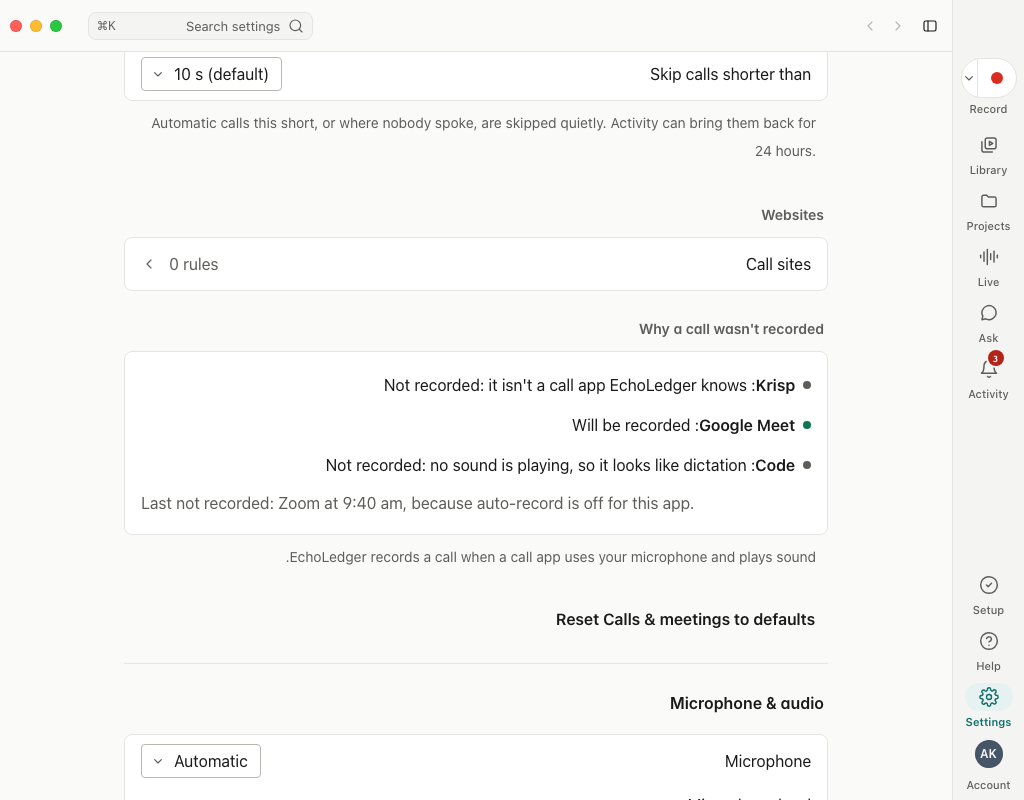 ⌘K
Search settings
Skip calls shorter than
10 s (default)
Automatic calls this short, or where nobody spoke, are skipped quietly. Activity can bring them back for
24 hours.
Websites
Call sites
0 rules
Why a call wasn't recorded
Krisp: Not recorded: it isn't a call app EchoLedger knows
Google Meet: Will be recorded
Code: Not recorded: no sound is playing, so it looks like dictation
Last not recorded: Zoom at 9:40 am, because auto-record is off for this app.
EchoLedger records a call when a call app uses your microphone and plays sound.
Reset Calls & meetings to defaults
Microphone & audio
Microphone
Automatic
Record
Library
Projects
Live
Ask
3
Activity
Setup
Help
Settings
AK
Account